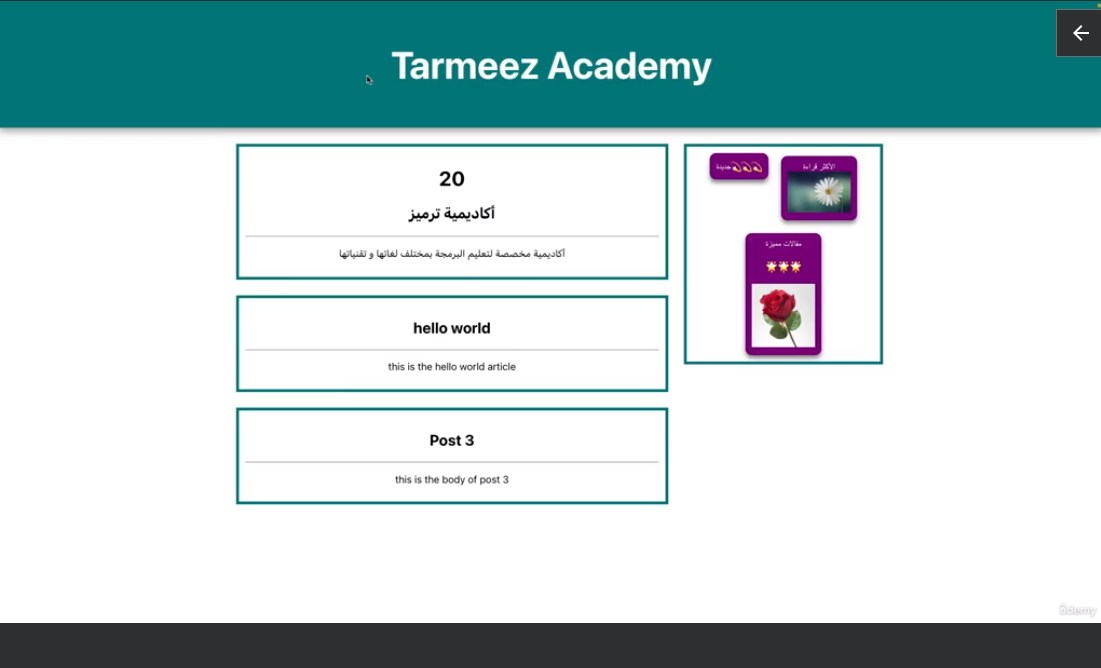 Tarmeez Academy
20
أكاديمية ترميز
أكاديمية مخصصة لتعليم البرمجة بمختلف لغاتها و تقنياتها
hello world
this is the hello world article
Post 3
this is the body of post 3
الأكثر قراءة
جديدة
مقالات مميزة
ûdemy